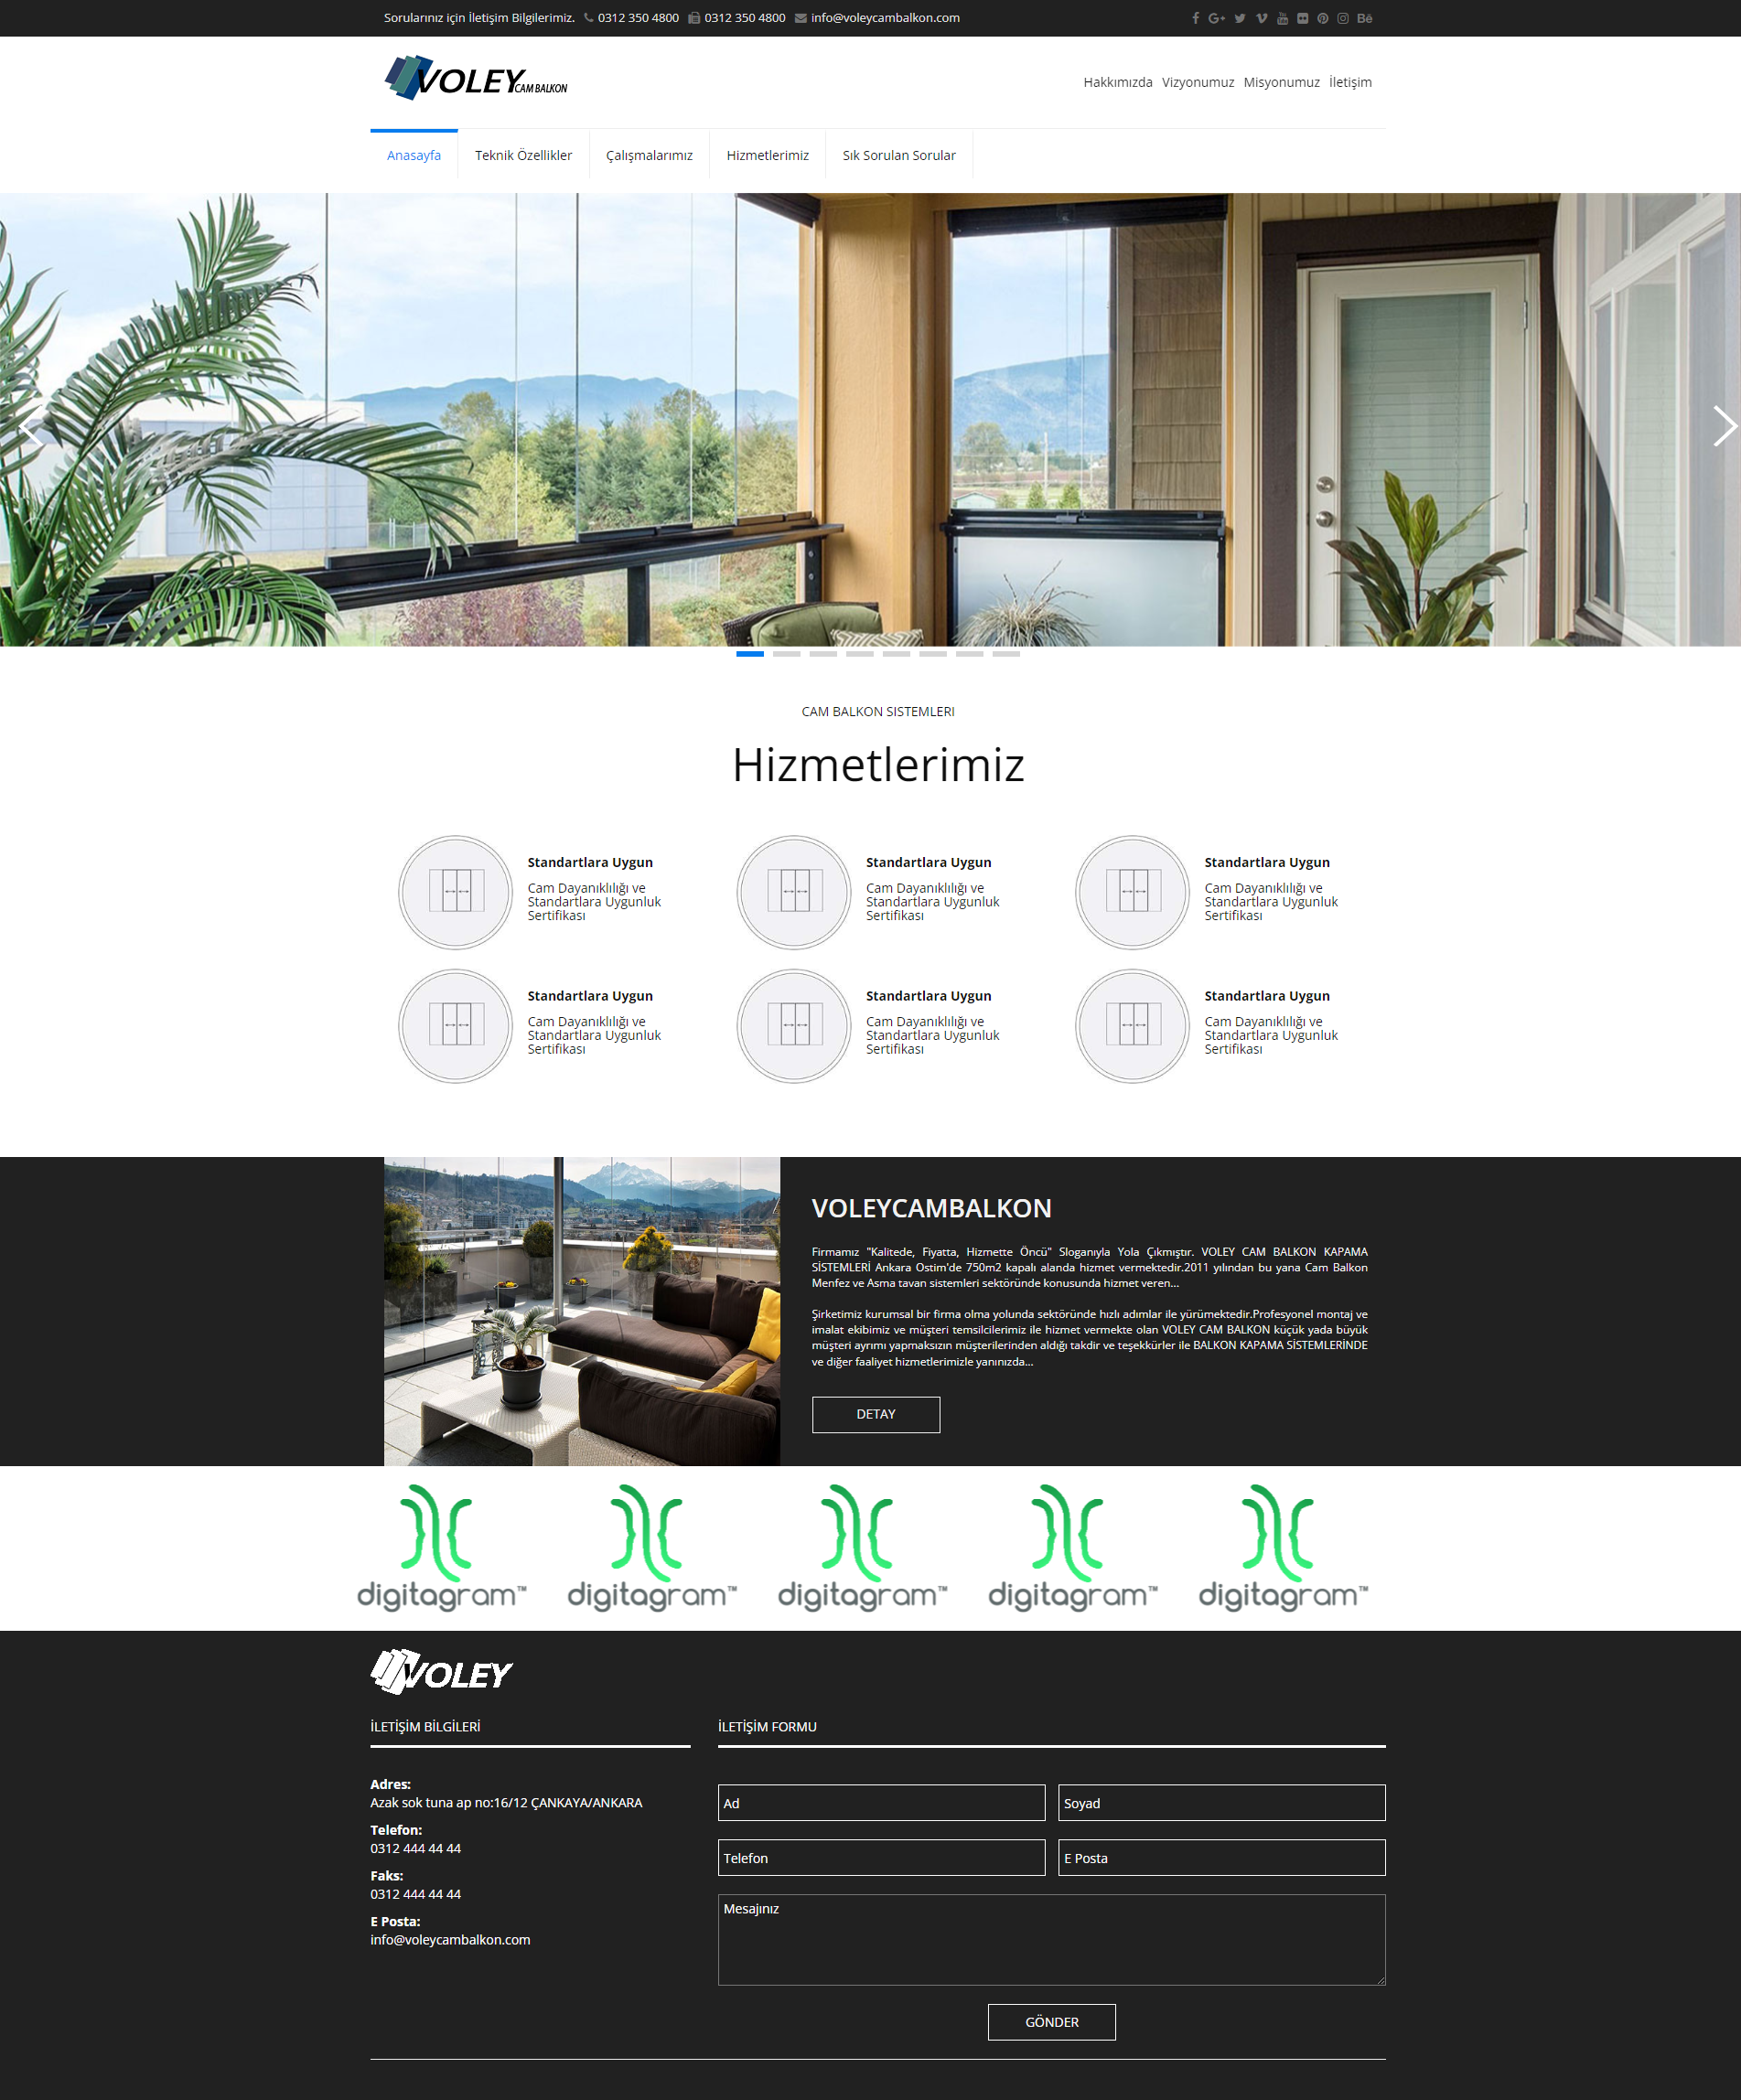 Sorularınız için İletişim Bilgilerimiz. 0312 350 4800 0312 350 4800 info@voleycambalkon.com
VOLEY CAM BALKON
Hakkımızda Vizyonumuz Misyonumuz İletişim
Anasayfa Teknik Özellikler Çalışmalarımız Hizmetlerimiz Sık Sorulan Sorular
CAM BALKON SISTEMLERI
Hizmetlerimiz
Standartlara Uygun
Cam Dayanıklılığı ve
Standartlara Uygunluk
Sertifikası
Standartlara Uygun
Cam Dayanıklılığı ve
Standartlara Uygunluk
Sertifikası
Standartlara Uygun
Cam Dayanıklılığı ve
Standartlara Uygunluk
Sertifikası
Standartlara Uygun
Cam Dayanıklılığı ve
Standartlara Uygunluk
Sertifikası
Standartlara Uygun
Cam Dayanıklılığı ve
Standartlara Uygunluk
Sertifikası
Standartlara Uygun
Cam Dayanıklılığı ve
Standartlara Uygunluk
Sertifikası
VOLEYCAMBALKON
Firmamız "Kalitede, Fiyatta, Hizmette Öncü" Sloganıyla Yola Çıkmıştır. VOLEY CAM BALKON KAPAMA
SİSTEMLERİ Ankara Ostim'de 750m2 kapalı alanda hizmet vermektedir.2011 yılından bu yana Cam Balkon
Menfez ve Asma tavan sistemleri sektöründe konusunda hizmet veren...
Şirketimiz kurumsal bir firma olma yolunda sektöründe hızlı adımlar ile yürümektedir.Profesyonel montaj ve
imalat ekibimiz ve müşteri temsilcilerimiz ile hizmet vermekte olan VOLEY CAM BALKON küçük yada büyük
müşteri ayrımı yapmaksızın müşterilerinden aldığı takdir ve teşekkürler ile BALKON KAPAMA SİSTEMLERİNDE
ve diğer faaliyet hizmetlerimizle yanınızda...
DETAY
digitagram™ digitagram™ digitagram™ digitagram™ digitagram™
VOLEY
İLETİŞİM BİLGİLERİ
Adres:
Azak sok tuna ap no:16/12 ÇANKAYA/ANKARA
Telefon:
0312 444 44 44
Faks:
0312 444 44 44
E Posta:
info@voleycambalkon.com
İLETİŞİM FORMU
Ad
Soyad
Telefon
E Posta
Mesajınız
GÖNDER